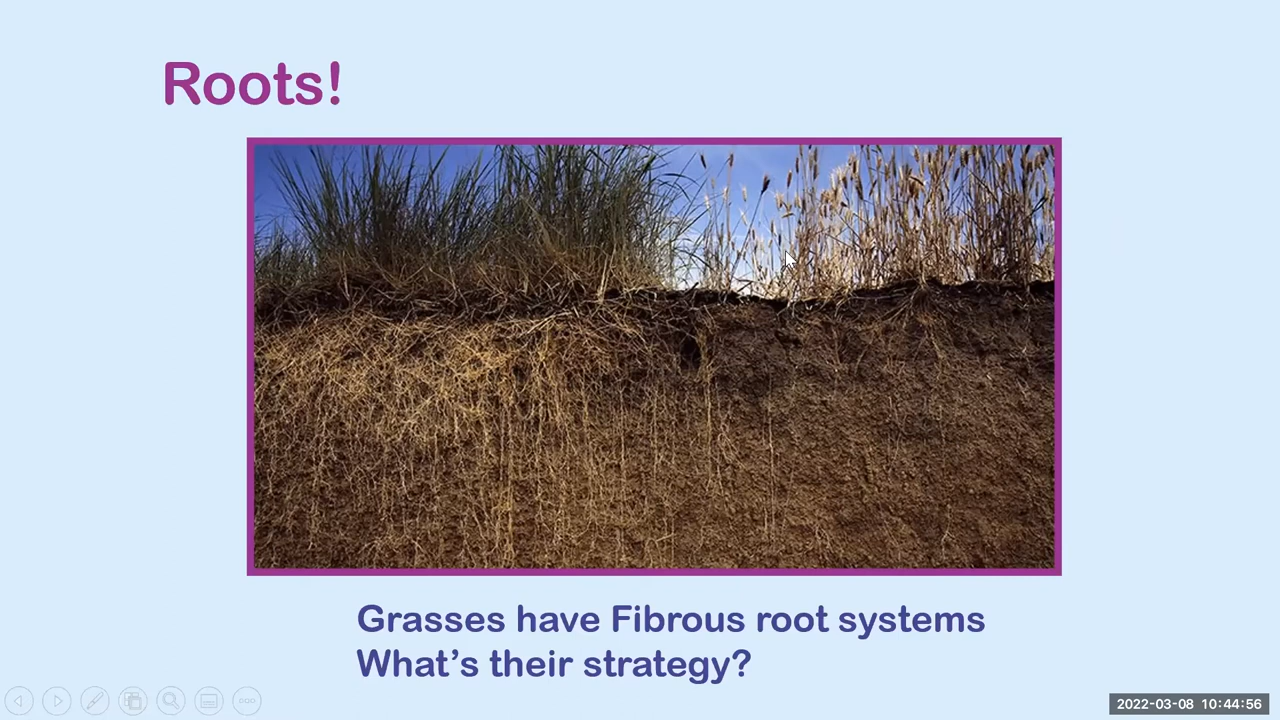 Roots!
Grasses have Fibrous root systems
What's their strategy?
2022-03-08 10:44:56